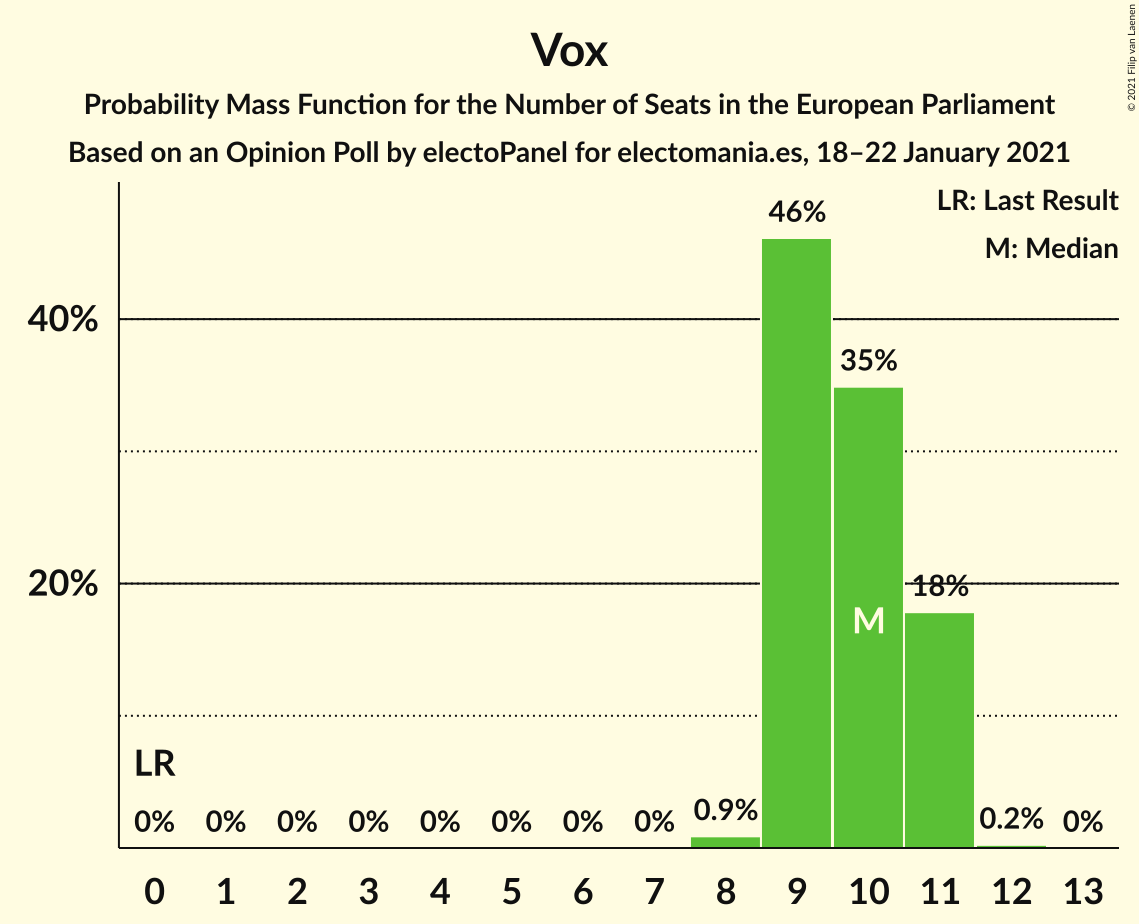 Vox
Probability Mass Function for the Number of Seats in the European Parliament
Based on an Opinion Poll by electoPanel for electomania.es, 18–22 January 2021
© 2021 Filip van Laenen
LR: Last Result
M: Median
46%
40%
35%
20%
18%
M
LR
0% 0% 0% 0% 0% 0% 0% 0% 0.9% 0.2% 0%
0 1 2 3 4 5 6 7 8 9 10 11 12 13